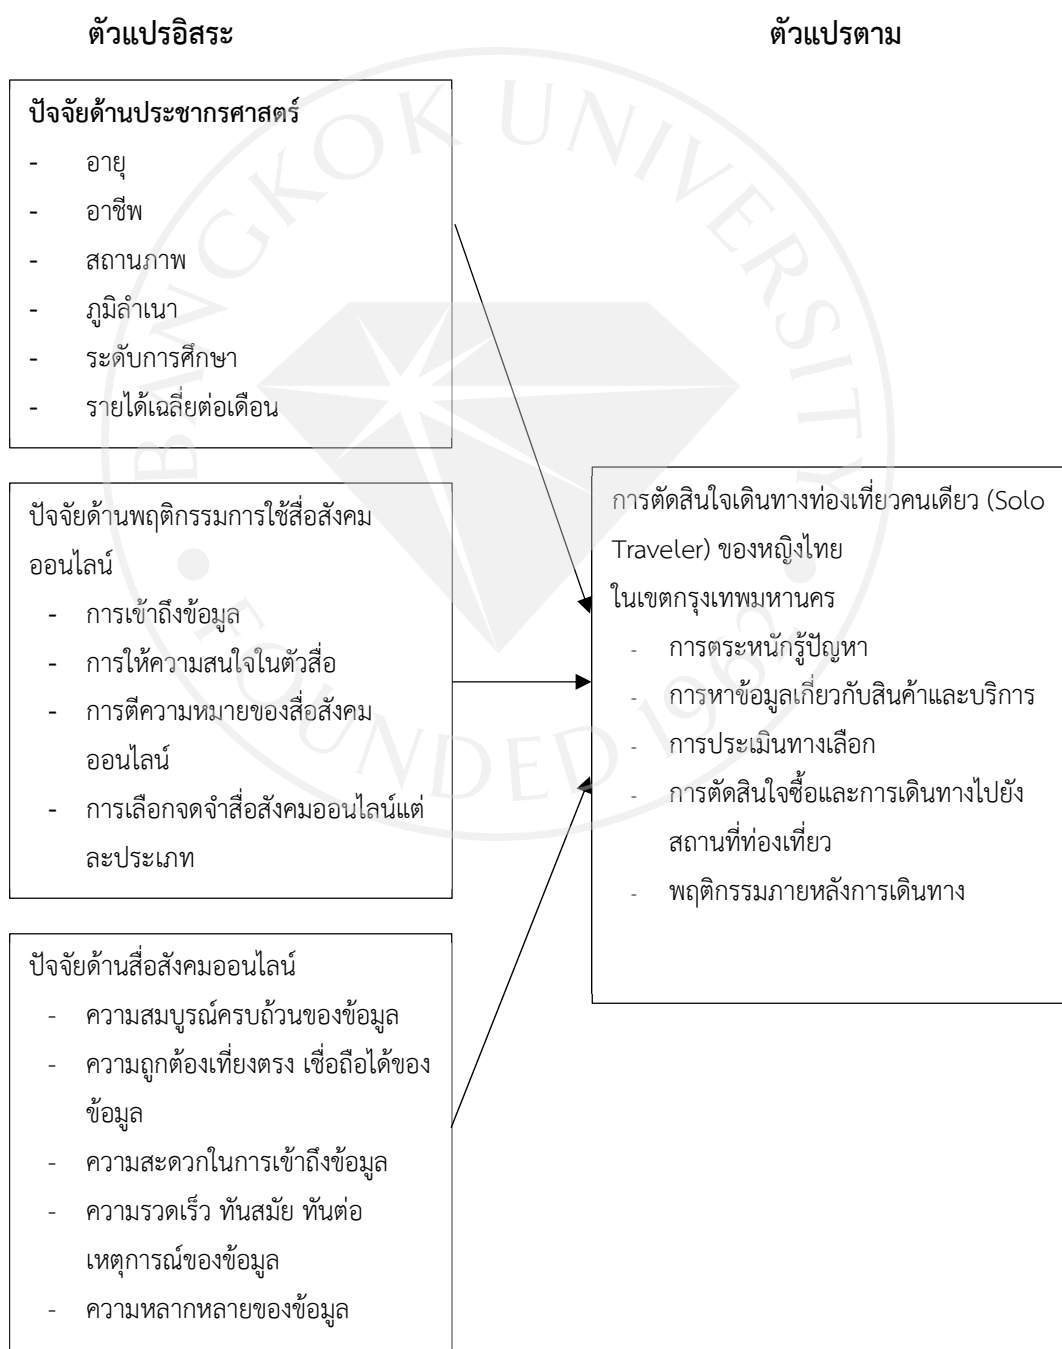 ตัวแปรอิสระ
ตัวแปรตาม
ปัจจัยด้านประชากรศาสตร์
- อายุ
- อาชีพ
- สถานภาพ
- ภูมิลำเนา
- ระดับการศึกษา
- รายได้เฉลี่ยต่อเดือน
ปัจจัยด้านพฤติกรรมการใช้สื่อสังคม
ออนไลน์
- การเข้าถึงข้อมูล
- การให้ความสนใจในตัวสื่อ
- การตีความหมายของสื่อสังคม
ออนไลน์
- การเลือกจดจำสื่อสังคมออนไลน์แต่
ละประเภท
ปัจจัยด้านสื่อสังคมออนไลน์
- ความสมบูรณ์ครบถ้วนของข้อมูล
- ความถูกต้องเที่ยงตรง เชื่อถือได้ของ
ข้อมูล
- ความสะดวกในการเข้าถึงข้อมูล
- ความรวดเร็ว ทันสมัย ทันต่อ
เหตุการณ์ของข้อมูล
- ความหลากหลายของข้อมูล
การตัดสินใจเดินทางท่องเที่ยวคนเดียว (Solo
Traveler) ของหญิงไทย
ในเขตกรุงเทพมหานคร
- การตระหนักรู้ปัญหา
- การหาข้อมูลเกี่ยวกับสินค้าและบริการ
- การประเมินทางเลือก
- การตัดสินใจซื้อและการเดินทางไปยัง
สถานที่ท่องเที่ยว
- พฤติกรรมภายหลังการเดินทาง
BANGKOK UNIVERSITY
FOUNDED 1962